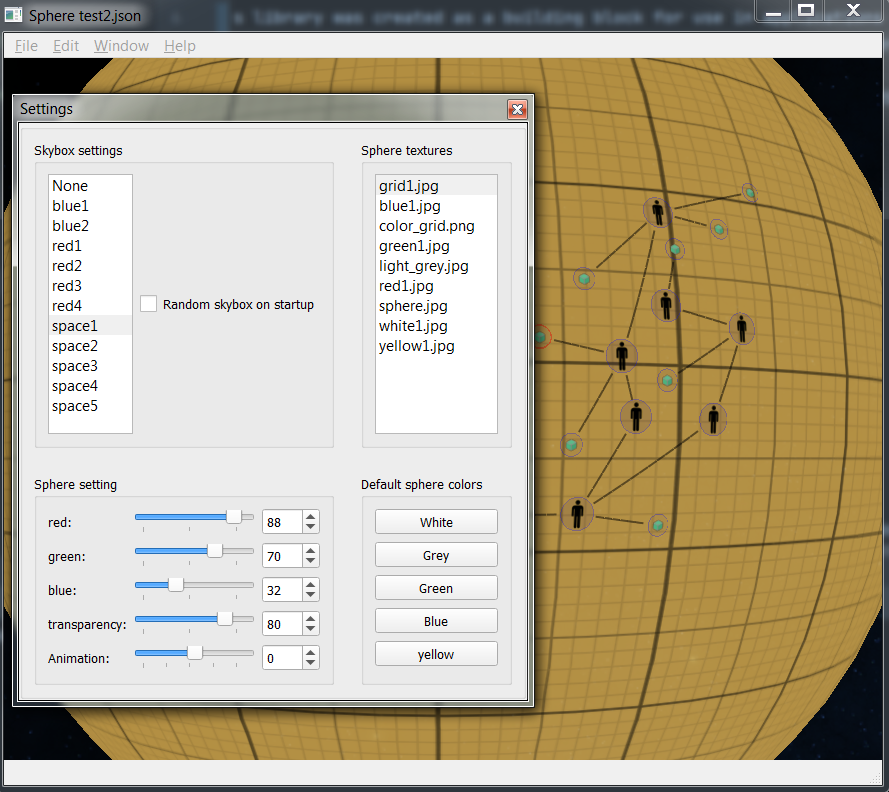 Sphere test2.json
s library was created as a building block for use in
File Edit Window Help
Settings
Skybox settings
None
blue1
blue2
red1
red2
red3
red4
space1
space2
space3
space4
space5
Random skybox on startup
Sphere textures
grid1.jpg
blue1.jpg
color_grid.png
green1.jpg
light_grey.jpg
red1.jpg
sphere.jpg
white1.jpg
yellow1.jpg
Sphere setting
red: 88
green: 70
blue: 32
transparency: 80
Animation: 0
Default sphere colors
White
Grey
Green
Blue
yellow